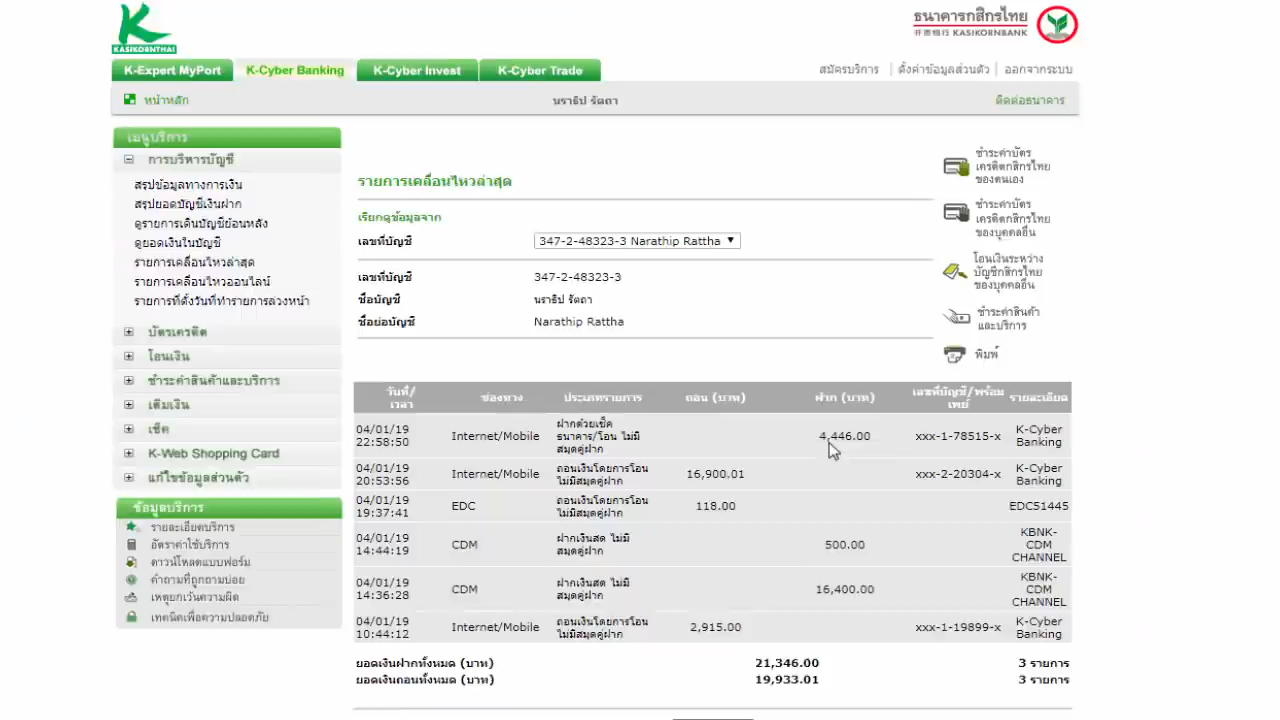 KASIKORNTHAI
ธนาคารกสิกรไทย
开泰银行 KASIKORNBANK
K-Expert MyPort
K-Cyber Banking
K-Cyber Invest
K-Cyber Trade
สมัครบริการ | ตั้งค่าข้อมูลส่วนตัว | ออกจากระบบ
หน้าหลัก
นราธิป รัตถา
ติดต่อธนาคาร
เมนูบริการ
การบริหารบัญชี
สรุปข้อมูลทางการเงิน
สรุปยอดบัญชีเงินฝาก
ดูรายการเดินบัญชีย้อนหลัง
ดูยอดเงินในบัญชี
รายการเคลื่อนไหวล่าสุด
รายการเคลื่อนไหวออนไลน์
รายการที่ตั้งวันที่ทำรายการล่วงหน้า
บัตรเครดิต
โอนเงิน
ชำระค่าสินค้าและบริการ
เติมเงิน
เช็ค
K-Web Shopping Card
แก้ไขข้อมูลส่วนตัว
ข้อมูลบริการ
รายละเอียดบริการ
อัตราค่าใช้บริการ
ดาวน์โหลดแบบฟอร์ม
คำถามที่ถูกถามบ่อย
เหตุยกเว้นความผิด
เทคนิคเพื่อความปลอดภัย
รายการเคลื่อนไหวล่าสุด
เรียกดูข้อมูลจาก
เลขที่บัญชี 347-2-48323-3 Narathip Rattha
เลขที่บัญชี 347-2-48323-3
ชื่อบัญชี นราธิป รัตถา
ชื่อย่อบัญชี Narathip Rattha
ชำระค่าบัตร
เครดิตกสิกรไทย
ของตนเอง
ชำระค่าบัตร
เครดิตกสิกรไทย
ของบุคคลอื่น
โอนเงินระหว่าง
บัญชีกสิกรไทย
ของบุคคลอื่น
ชำระค่าสินค้า
และบริการ
พิมพ์
วันที่/
เวลา
ช่องทาง
ประเภทรายการ
ถอน (บาท)
ฝาก (บาท)
เลขที่บัญชี/พร้อม
เพย์
รายละเอียด
04/01/19
22:58:50
Internet/Mobile
ฝากด้วยเช็ค
ธนาคาร/โอน ไม่มี
สมุดคู่ฝาก
4,446.00
xxx-1-78515-x
K-Cyber
Banking
04/01/19
20:53:56
Internet/Mobile
ถอนเงินโดยการโอน
ไม่มีสมุดคู่ฝาก
16,900.01
xxx-2-20304-x
K-Cyber
Banking
04/01/19
19:37:41
EDC
ถอนเงินโดยการโอน
ไม่มีสมุดคู่ฝาก
118.00
EDC51445
04/01/19
14:44:19
CDM
ฝากเงินสด ไม่มี
สมุดคู่ฝาก
500.00
KBNK-
CDM
CHANNEL
04/01/19
14:36:28
CDM
ฝากเงินสด ไม่มี
สมุดคู่ฝาก
16,400.00
KBNK-
CDM
CHANNEL
04/01/19
10:44:12
Internet/Mobile
ถอนเงินโดยการโอน
ไม่มีสมุดคู่ฝาก
2,915.00
xxx-1-19899-x
K-Cyber
Banking
ยอดเงินฝากทั้งหมด (บาท) 21,346.00 3 รายการ
ยอดเงินถอนทั้งหมด (บาท) 19,933.01 3 รายการ